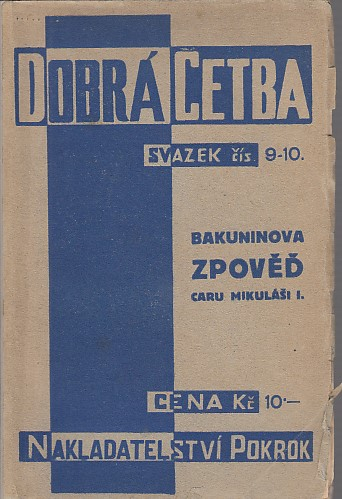 DOBRÁ ČETBA
SVAZEK čís. 9-10.
BAKUNINOVA
ZPOVĚĎ
CARU MIKULÁŠI I.
CENA Kč 10·—
NAKLADATELSTVÍ POKROK